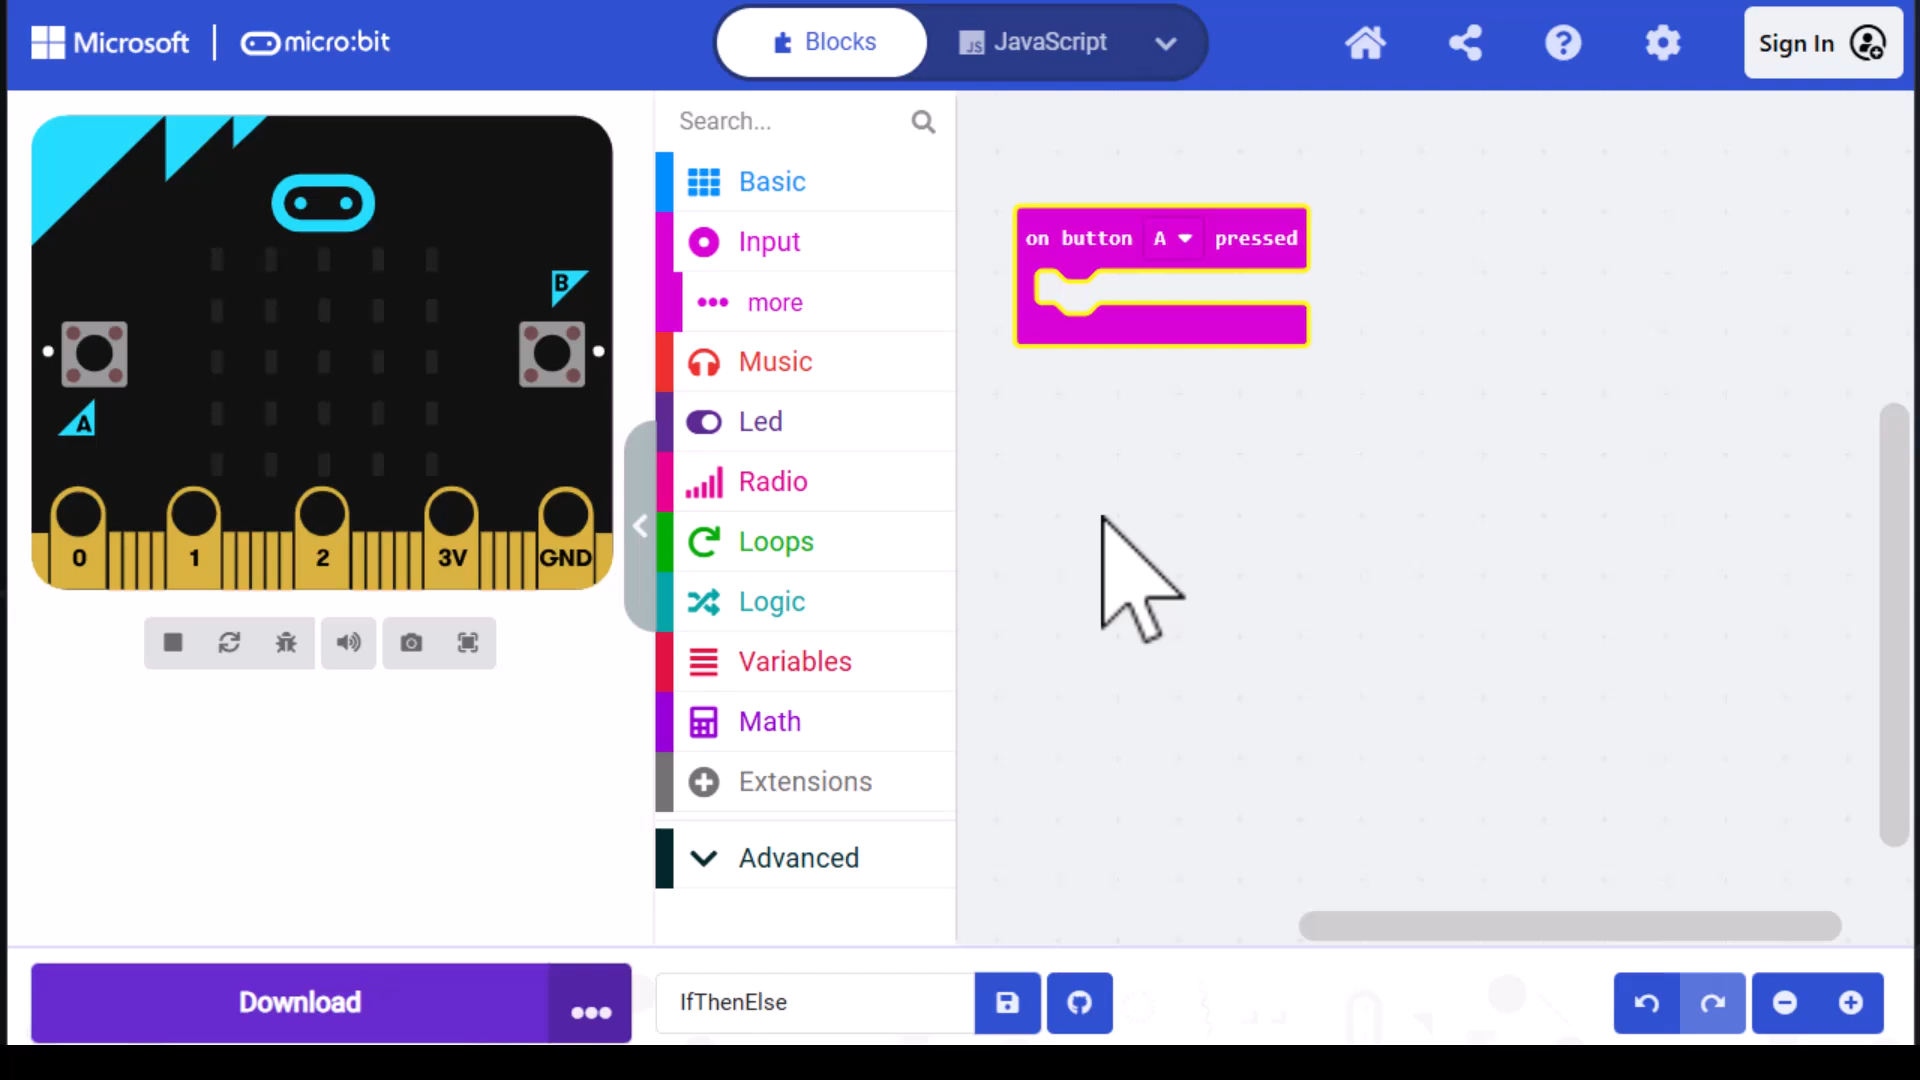 Microsoft
micro:bit
Blocks
JavaScript
Sign In
Search...
Basic
Input
more
Music
Led
Radio
Loops
Logic
Variables
Math
Extensions
Advanced
B
A
0 1 2 3V GND
on button A pressed
Download
IfThenElse